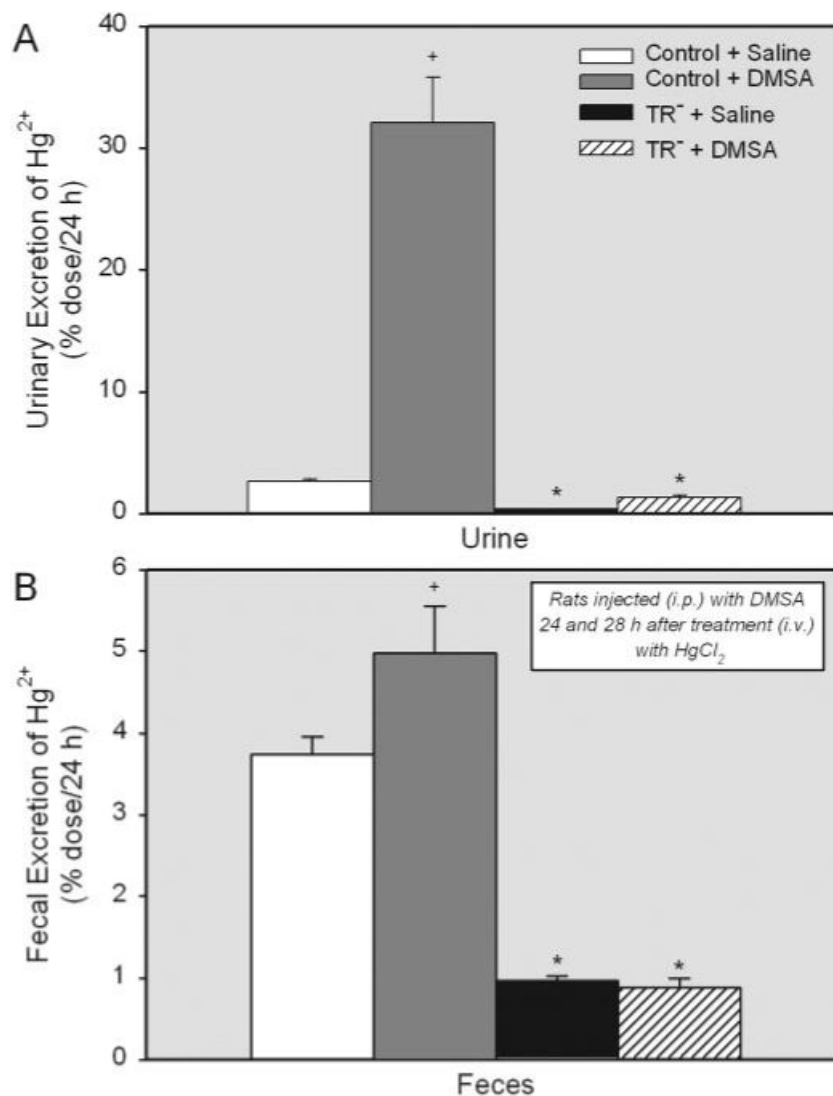 A
Urinary Excretion of Hg²⁺
(% dose/24 h)
40
30
20
10
0
+
*
*
Control + Saline
Control + DMSA
TR⁻ + Saline
TR⁻ + DMSA
Urine
B
Fecal Excretion of Hg²⁺
(% dose/24 h)
6
5
4
3
2
1
0
+
*
*
Rats injected (i.p.) with DMSA
24 and 28 h after treatment (i.v.)
with HgCl₂
Feces